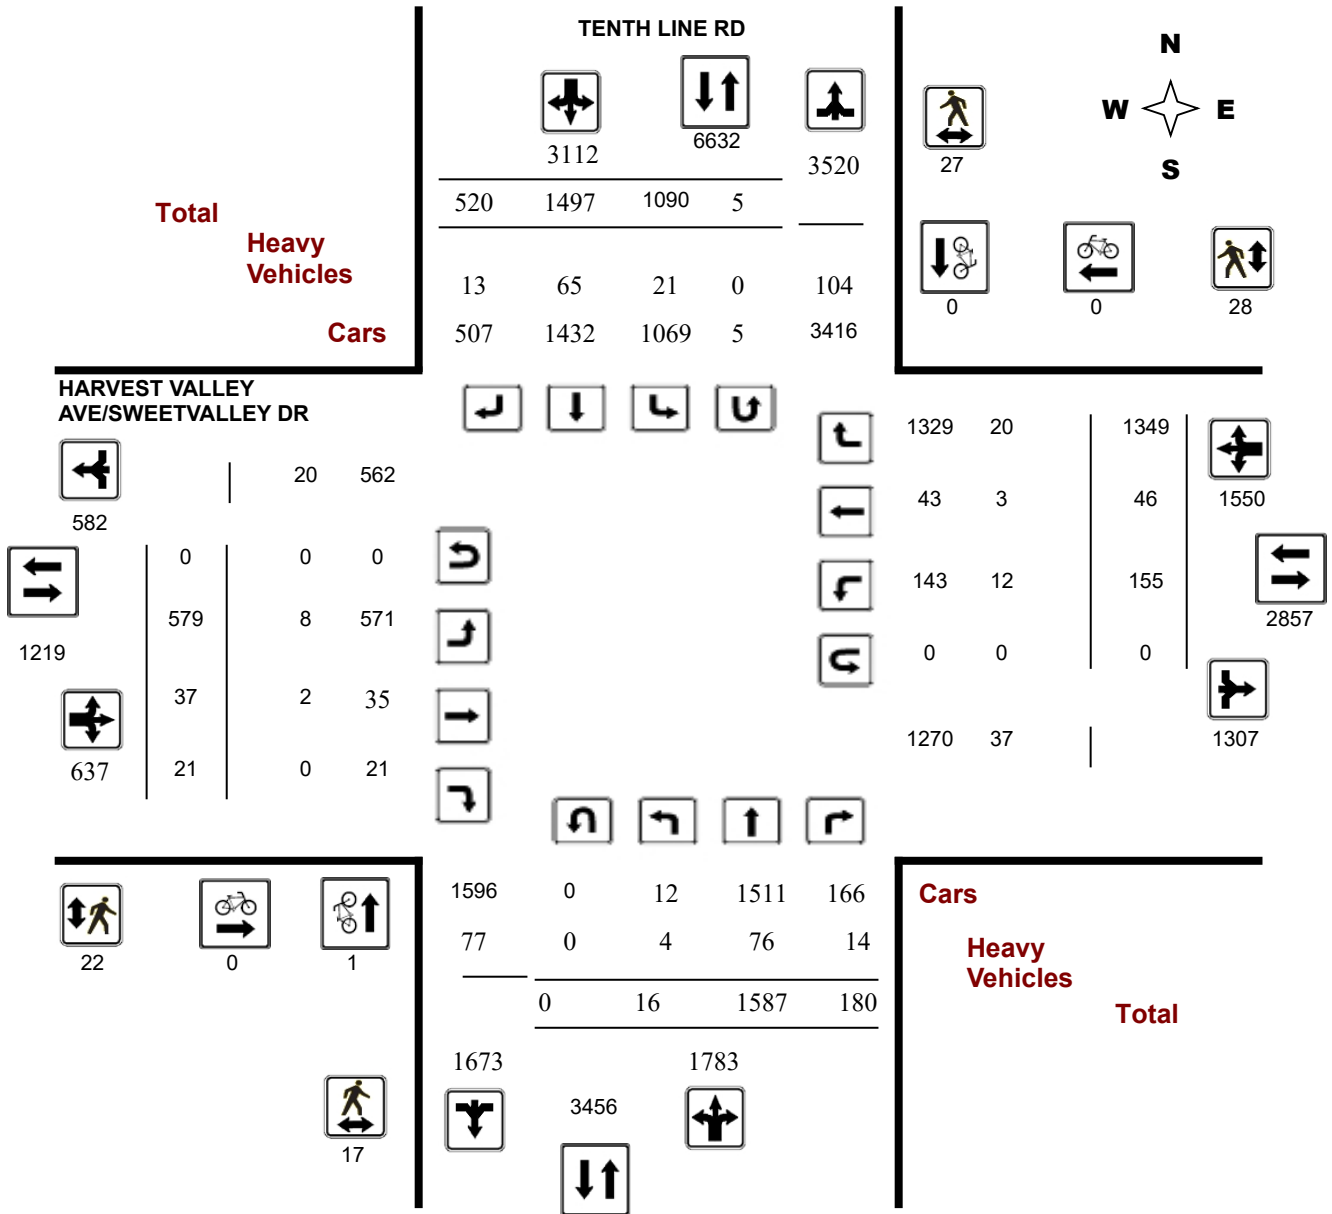 TENTH LINE RD
N
W E
S
3112
6632
3520
27
520 1497 1090 5
Total
Heavy
Vehicles
13 65 21 0 104
0 0 28
Cars
507 1432 1069 5 3416
HARVEST VALLEY
AVE/SWEETVALLEY DR
1329 20 1349
20 562
582
43 3 46
1550
0 0 0
143 12 155
579 8 571
2857
1219
0 0 0
37 2 35
1270 37
1307
637
21 0 21
1596 0 12 1511 166
Cars
77 0 4 76 14
Heavy
Vehicles
22 0 1
0 16 1587 180
Total
1673
1783
3456
17